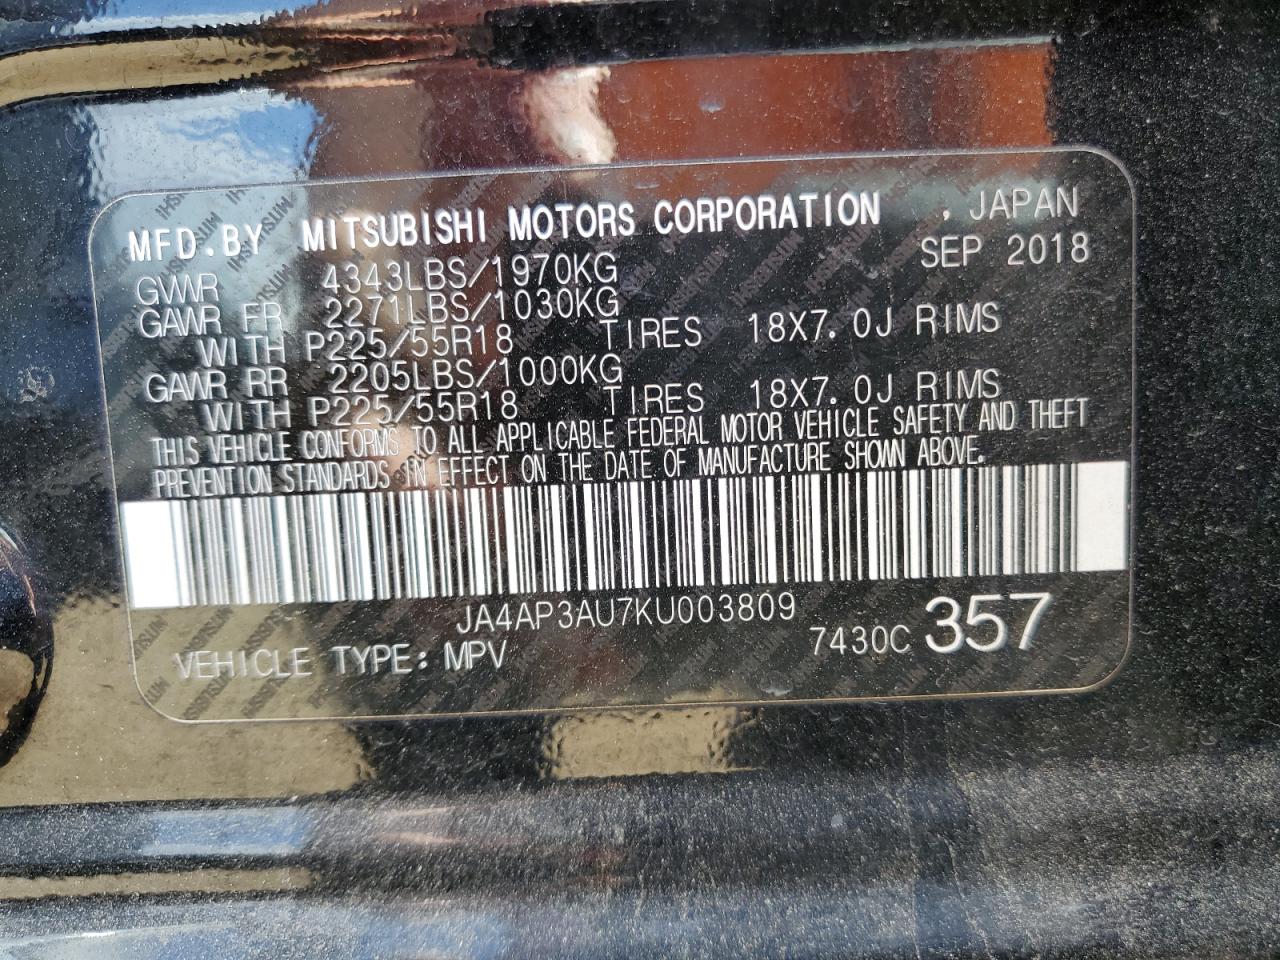 MFD.BY MITSUBISHI MOTORS CORPORATION , JAPAN
GVWR 4343LBS/1970KG SEP 2018
GAWR FR 2271LBS/1030KG
WITH P225/55R18 TIRES 18X7.0J RIMS
GAWR RR 2205LBS/1000KG
WITH P225/55R18 TIRES 18X7.0J RIMS
THIS VEHICLE CONFORMS TO ALL APPLICABLE FEDERAL MOTOR VEHICLE SAFETY AND THEFT
PREVENTION STANDARDS IN EFFECT ON THE DATE OF MANUFACTURE SHOWN ABOVE.
JA4AP3AU7KU003809
VEHICLE TYPE: MPV 7430C 357